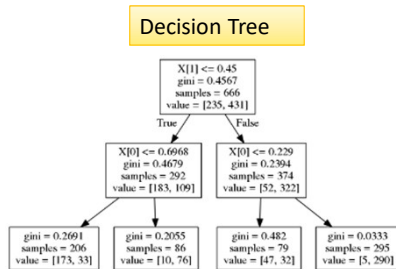 Decision Tree
X[1] <= 0.45
gini = 0.4567
samples = 666
value = [235, 431]
True
False
X[0] <= 0.6968
gini = 0.4679
samples = 292
value = [183, 109]
X[0] <= 0.229
gini = 0.2394
samples = 374
value = [52, 322]
gini = 0.2691
samples = 206
value = [173, 33]
gini = 0.2055
samples = 86
value = [10, 76]
gini = 0.482
samples = 79
value = [47, 32]
gini = 0.0333
samples = 295
value = [5, 290]